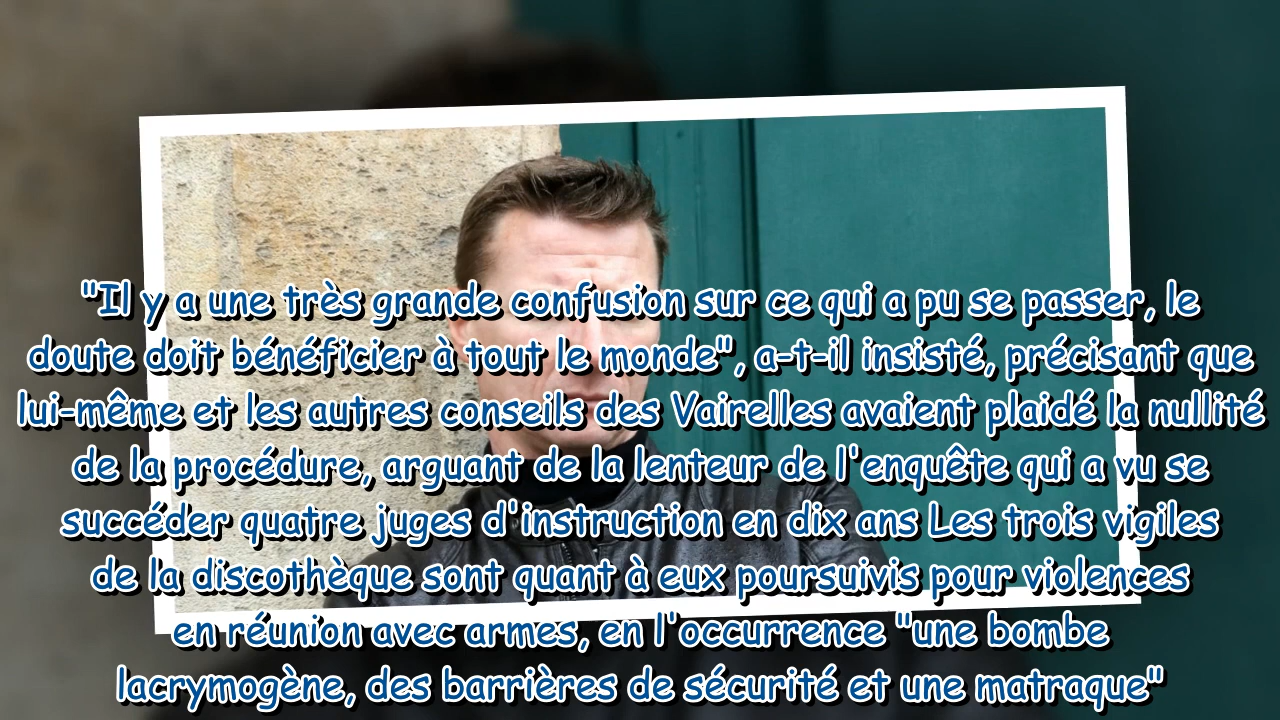 "Il y a une très grande confusion sur ce qui a pu se passer, le
doute doit bénéficier à tout le monde", a-t-il insisté, précisant que
lui-même et les autres conseils des Vairelles avaient plaidé la nullité
de la procédure, arguant de la lenteur de l'enquête qui a vu se
succéder quatre juges d'instruction en dix ans Les trois vigiles
de la discothèque sont quant à eux poursuivis pour violences
en réunion avec armes, en l'occurrence "une bombe
lacrymogène, des barrières de sécurité et une matraque"